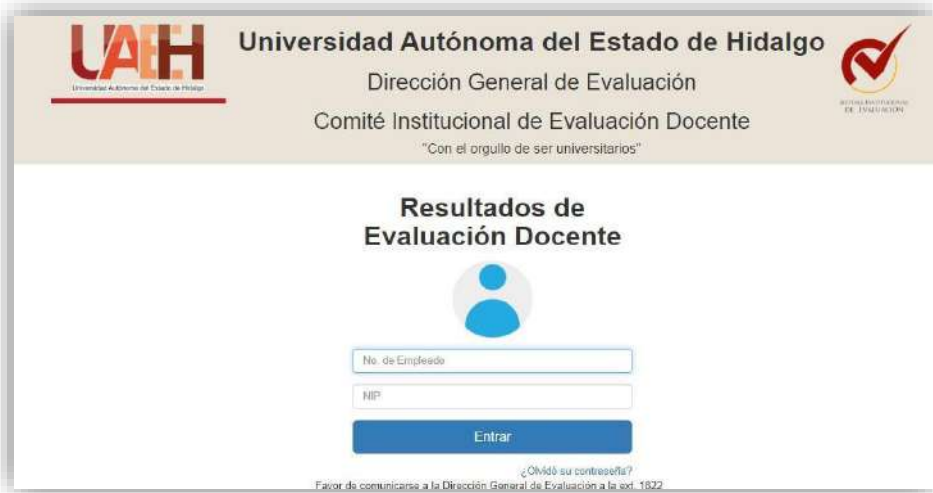 UAEH
Universidad Autónoma del Estado de Hidalgo
Universidad Autónoma del Estado de Hidalgo
Dirección General de Evaluación
Comité Institucional de Evaluación Docente
"Con el orgullo de ser universitarios"
DE EVALUACIÓN
Resultados de
Evaluación Docente
No. de Empleado
NIP
Entrar
¿Olvidó su contraseña?
Favor de comunicarse a la Dirección General de Evaluación a la ext. 1822